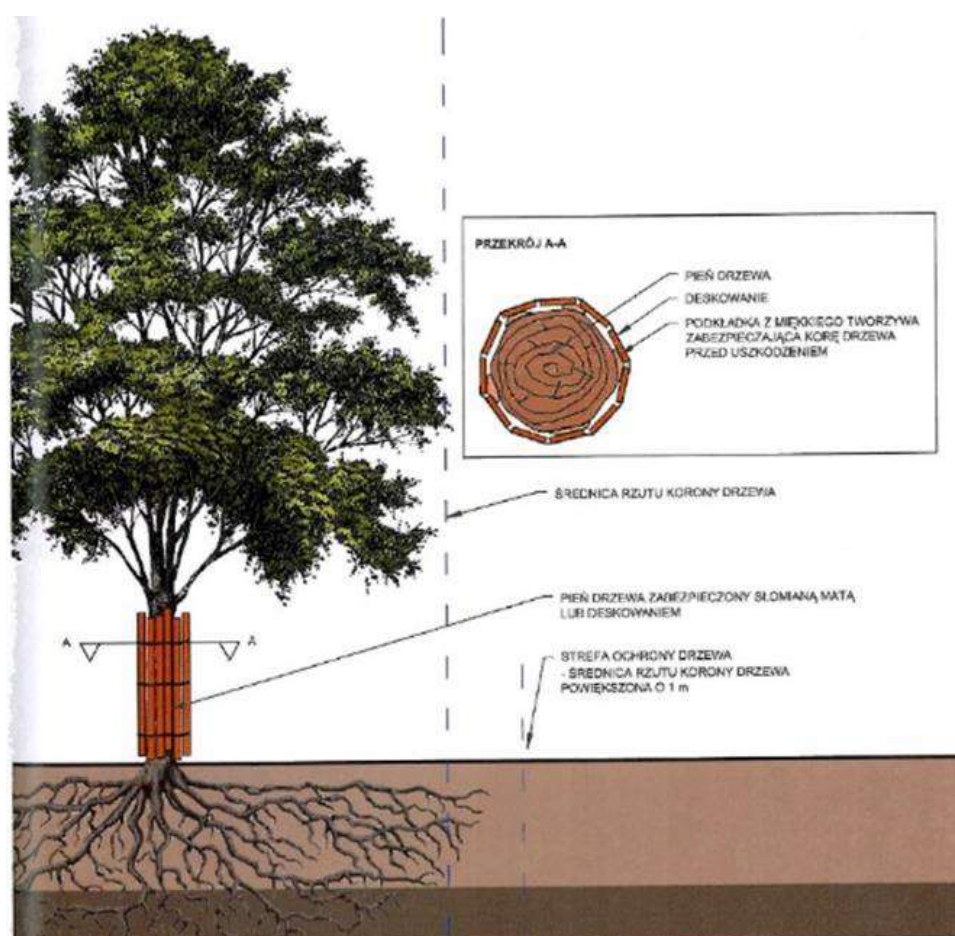 PRZEKRÓJ A-A
PIEŃ DRZEWA
DESKOWANIE
PODKŁADKA Z MIĘKKIEGO TWORZYWA
ZABEZPIECZAJĄCA KORĘ DRZEWA
PRZED USZKODZENIEM
ŚREDNICA RZUTU KORONY DRZEWA
PIEŃ DRZEWA ZABEZPIECZONY SŁOMIANĄ MATĄ
LUB DESKOWANIEM
A A
STREFA OCHRONY DRZEWA
- ŚREDNICA RZUTU KORONY DRZEWA
POWIĘKSZONA O 1 m